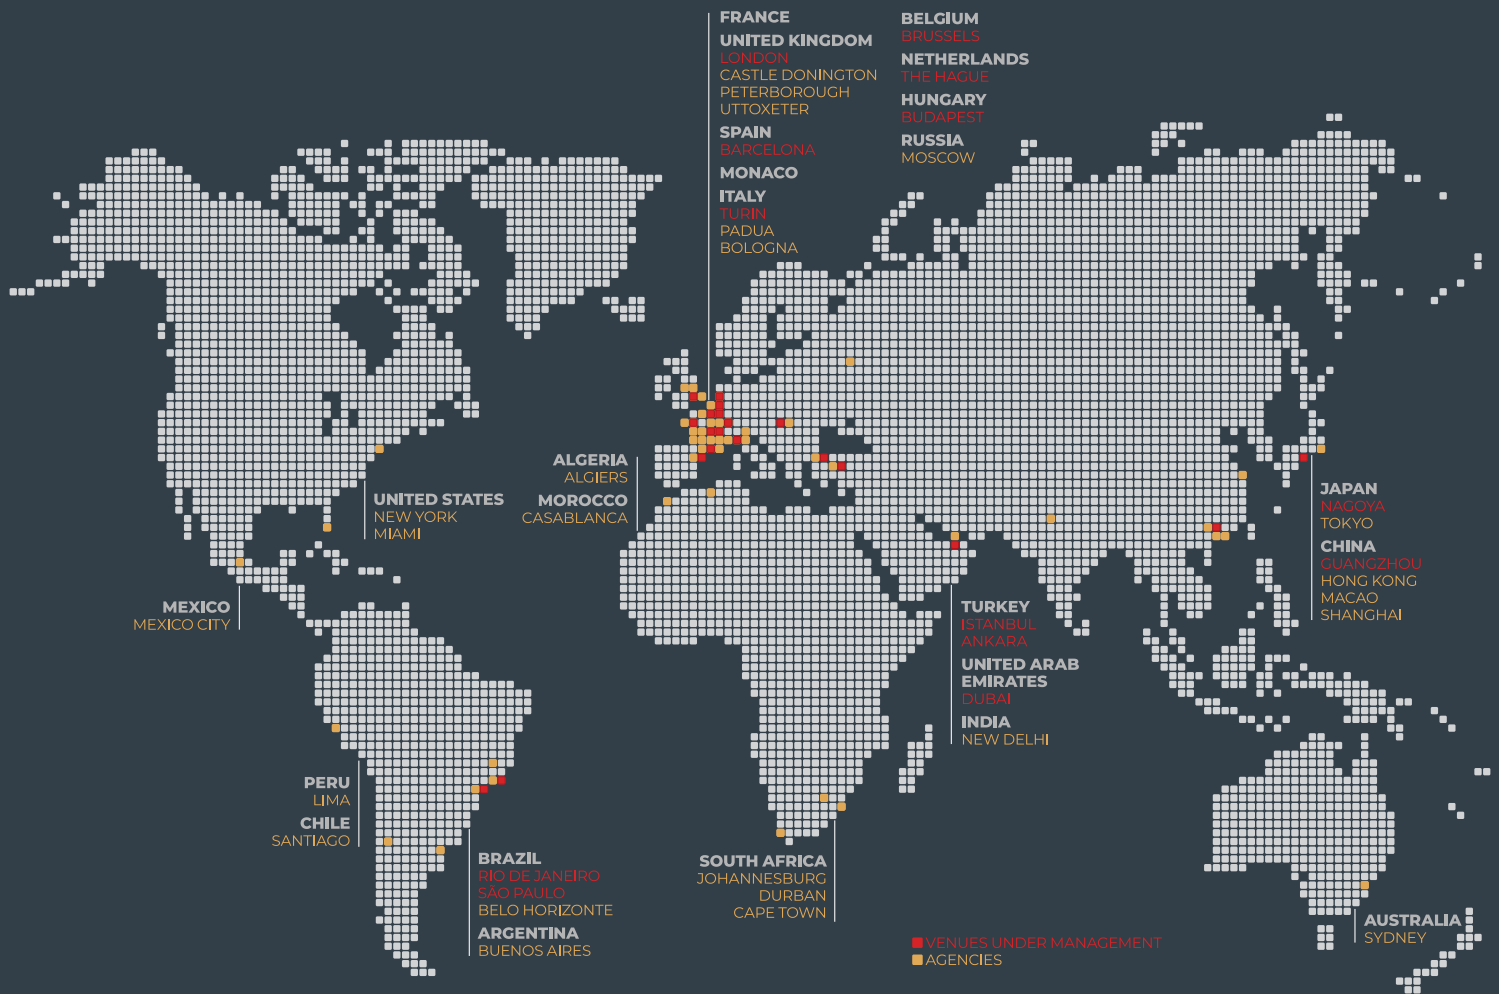 FRANCE
UNITED KINGDOM
LONDON
CASTLE DONINGTON
PETERBOROUGH
UTTOXETER
SPAIN
BARCELONA
MONACO
ITALY
TURIN
PADUA
BOLOGNA
BELGIUM
BRUSSELS
NETHERLANDS
THE HAGUE
HUNGARY
BUDAPEST
RUSSIA
MOSCOW
ALGERIA
ALGIERS
MOROCCO
CASABLANCA
UNITED STATES
NEW YORK
MIAMI
MEXICO
MEXICO CITY
JAPAN
NAGOYA
TOKYO
CHINA
GUANGZHOU
HONG KONG
MACAO
SHANGHAI
TURKEY
ISTANBUL
ANKARA
UNITED ARAB
EMIRATES
DUBAI
INDIA
NEW DELHI
PERU
LIMA
CHILE
SANTIAGO
BRAZIL
RIO DE JANEIRO
SÃO PAULO
BELO HORIZONTE
ARGENTINA
BUENOS AIRES
SOUTH AFRICA
JOHANNESBURG
DURBAN
CAPE TOWN
AUSTRALIA
SYDNEY
VENUES UNDER MANAGEMENT
AGENCIES